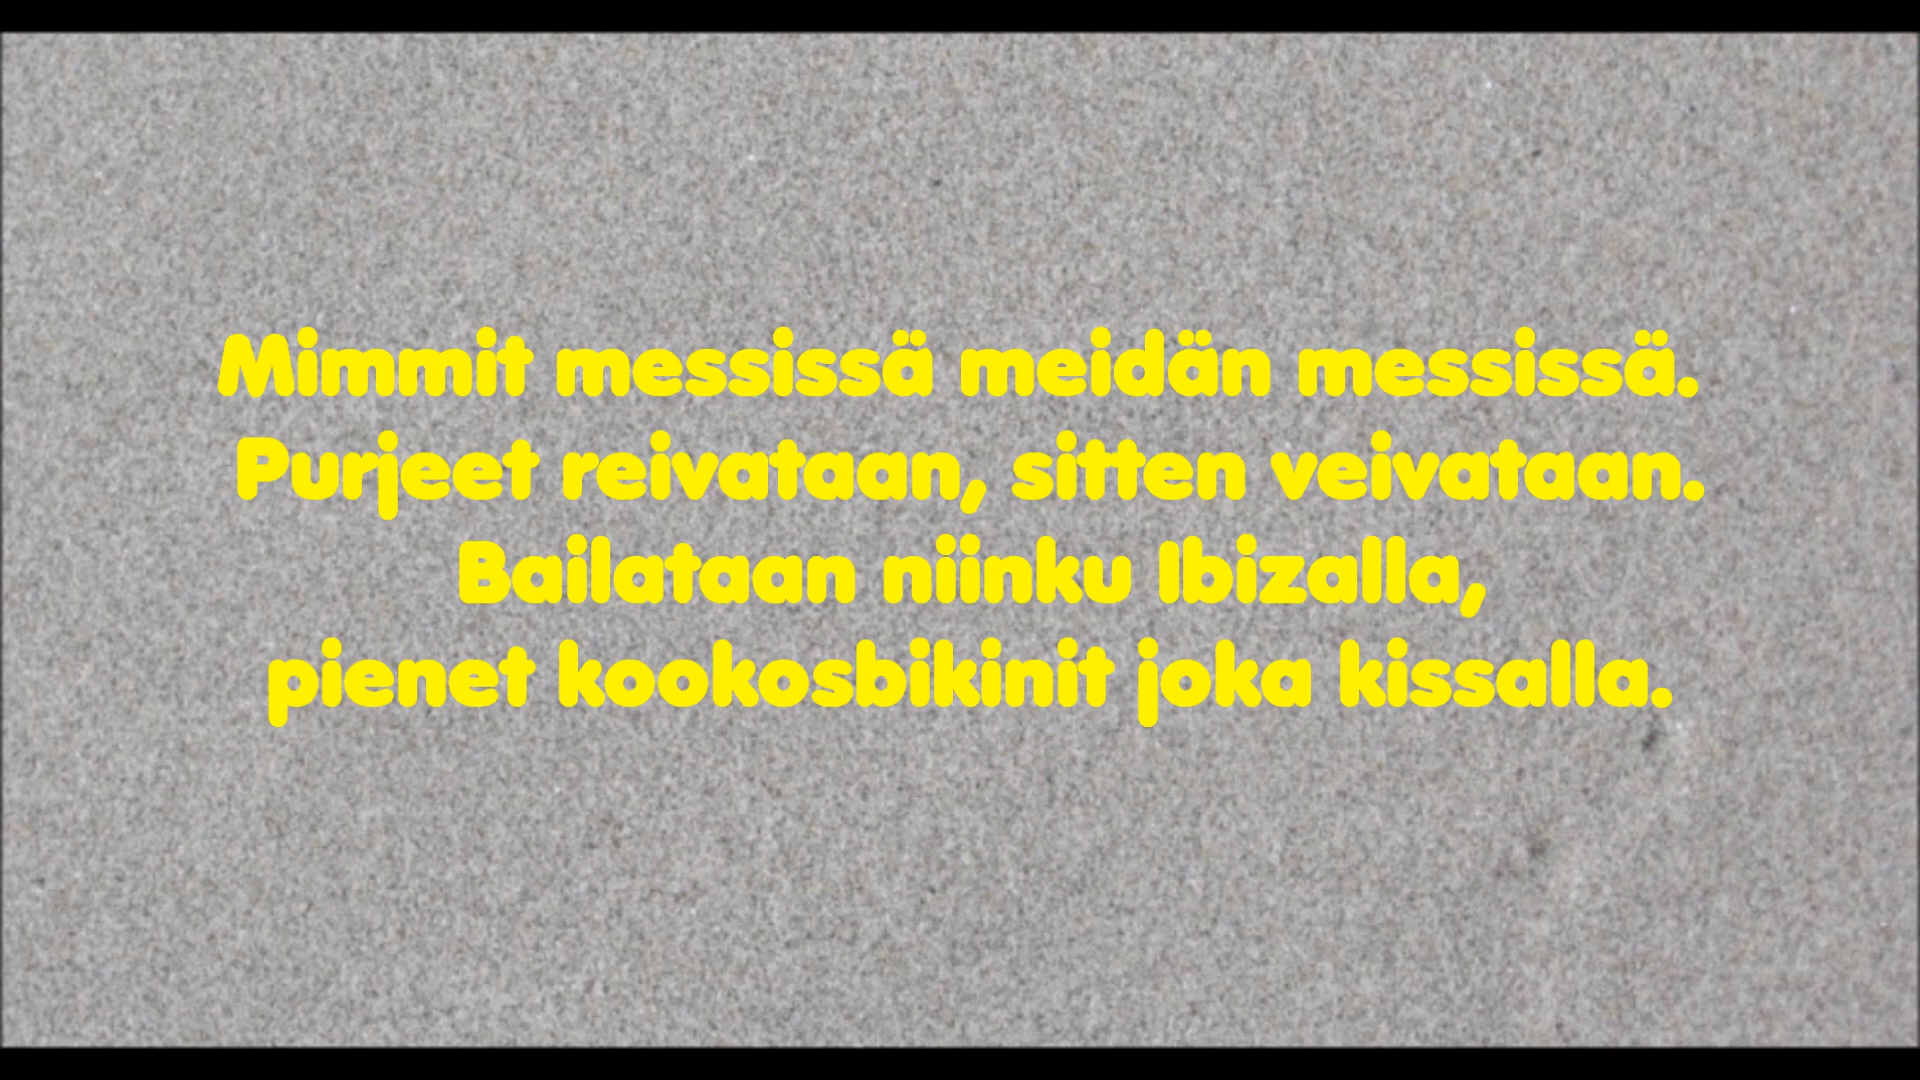 Mimmit messissä meidän messissä.
Purjeet reivataan, sitten veivataan.
Bailataan niinku Ibizalla,
pienet kookosbikinit joka kissalla.